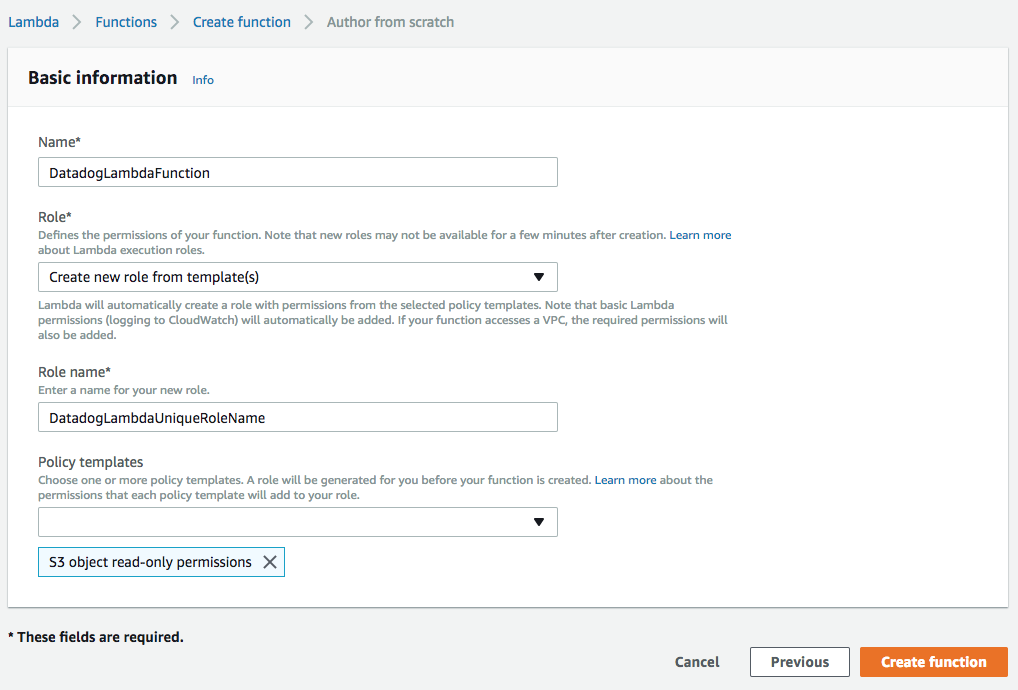 Lambda > Functions > Create function > Author from scratch
Basic information Info
Name*
DatadogLambdaFunction
Role*
Defines the permissions of your function. Note that new roles may not be available for a few minutes after creation. Learn more
about Lambda execution roles.
Create new role from template(s)
Lambda will automatically create a role with permissions from the selected policy templates. Note that basic Lambda
permissions (logging to CloudWatch) will automatically be added. If your function accesses a VPC, the required permissions will
also be added.
Role name*
Enter a name for your new role.
DatadogLambdaUniqueRoleName
Policy templates
Choose one or more policy templates. A role will be generated for you before your function is created. Learn more about the
permissions that each policy template will add to your role.
S3 object read-only permissions
* These fields are required.
Cancel Previous Create function